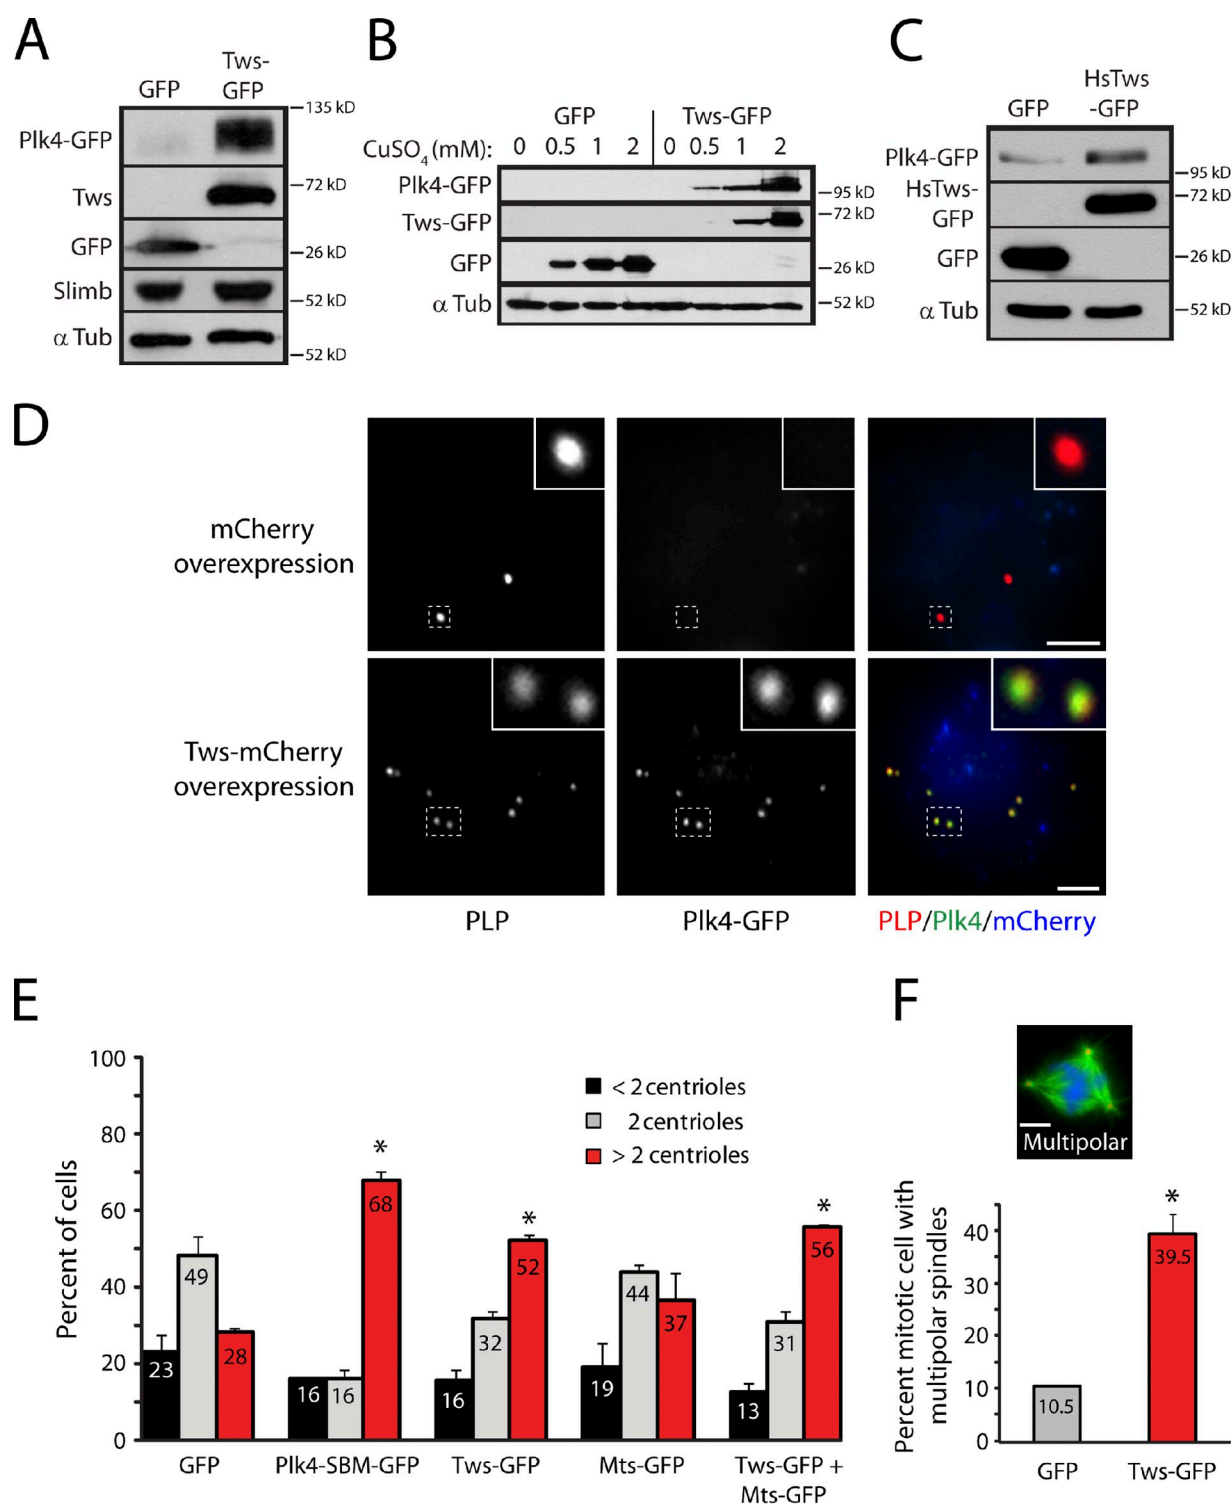 A
GFP
Tws-
GFP
Plk4-GFP
Tws
GFP
Slimb
α Tub
135 kD
72 kD
26 kD
52 kD
52 kD
B
GFP
Tws-GFP
CuSO4 (mM): 0 0.5 1 2 0 0.5 1 2
Plk4-GFP
Tws-GFP
GFP
α Tub
95 kD
72 kD
26 kD
52 kD
C
GFP
HsTws
-GFP
Plk4-GFP
HsTws-
GFP
GFP
α Tub
95 kD
72 kD
26 kD
52 kD
D
mCherry
overexpression
Tws-mCherry
overexpression
PLP
Plk4-GFP
PLP/Plk4/mCherry
E
Percent of cells
100
80
60
40
20
0
< 2 centrioles
2 centrioles
> 2 centrioles
23
49
28
16
16
68
*
16
32
52
*
19
44
37
13
31
56
*
GFP
Plk4-SBM-GFP
Tws-GFP
Mts-GFP
Tws-GFP +
Mts-GFP
F
Multipolar
Percent mitotic cell with
multipolar spindles
40
30
20
10
0
10.5
39.5
*
GFP
Tws-GFP